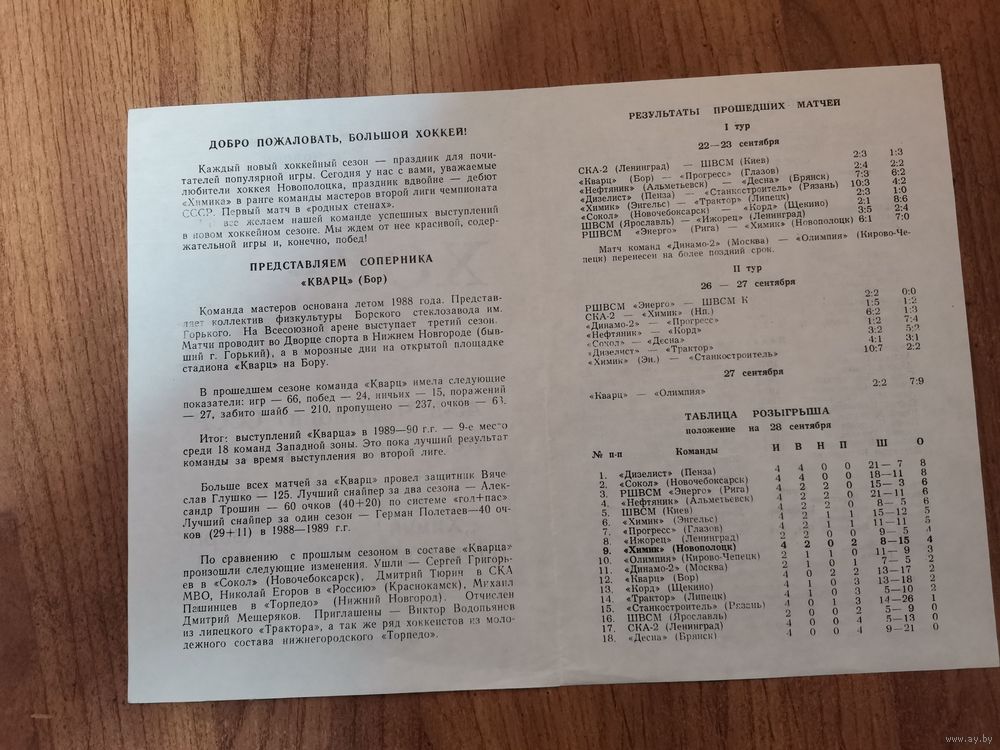 ДОБРО ПОЖАЛОВАТЬ, БОЛЬШОЙ ХОККЕЙ!
Каждый новый хоккейный сезон — праздник для почи-
тателей популярной игры. Сегодня у нас с вами, уважаемые
любители хоккея Новополоцка, праздник вдвойне — дебют
«Химика» в ранге команды мастеров второй лиги чемпионата
СССР. Первый матч в «родных стенах».
все желаем нашей команде успешных выступлений
в новом хоккейном сезоне. Мы ждем от нее красивой, содер-
жательной игры и, конечно, побед!
ПРЕДСТАВЛЯЕМ СОПЕРНИКА
«КВАРЦ» (Бор)
Команда мастеров основана летом 1988 года. Представ-
ляет коллектив физкультуры Борского стеклозавода им.
Горького. На Всесоюзной арене выступает третий сезон.
Матчи проводит во Дворце спорта в Нижнем Новгороде (быв-
ший г. Горький), а в морозные дни на открытой площадке
стадиона «Кварц» на Бору.
В прошедшем сезоне команда «Кварц» имела следующие
показатели: игр — 66, побед — 24, ничьих — 15, поражений
— 27, забито шайб — 210, пропущено — 237, очков — 63.
Итог: выступлений «Кварца» в 1989—90 г.г. — 9-е место
среди 18 команд Западной зоны. Это пока лучший результат
команды за время выступления во второй лиге.
Больше всех матчей за «Кварц» провел защитник Вяче-
слав Глушко — 125. Лучший снайпер за два сезона — Алек-
сандр Трошин — 60 очков (40+20) по системе «гол+пас»
Лучший снайпер за один сезон — Герман Полетаев—40 оч-
ков (29+11) в 1988—1989 г.г.
По сравнению с прошлым сезоном в составе «Кварца»
произошли следующие изменения. Ушли — Сергей Григорь-
ев в «Сокол» (Новочебоксарск), Дмитрий Тюрич в СКА
МВО, Николай Егоров в «Россию» (Краснокамск), Михаил
Пашинцев в «Торпедо» (Нижний Новгород). Отчислен
Дмитрий Мещеряков. Приглашены — Виктор Водопьянов
из липецкого «Трактора», а так же ряд хоккеистов из моло-
дежного состава нижнегородского «Торпедо».
РЕЗУЛЬТАТЫ ПРОШЕДШИХ МАТЧЕЙ
I тур
22—23 сентября
СКА-2 (Ленинград) — ШВСМ (Киев) 2:3 1:3
«Кварц» (Бор) — «Прогресс» (Глазов) 2:4 2:2
«Нефтяник» (Альметьевск) — «Десна» (Брянск) 7:3 6:2
«Дизелист» (Пенза) — «Станкостроитель» (Рязань) 10:3 4:2
«Химик» (Энгельс) — «Трактор» (Липецк) 2:3 1:0
«Сокол» (Новочебоксарск) — «Корд» (Щекино) 2:1 8:6
ШВСМ (Ярославль) — «Ижорец» (Ленинград) 3:5 2:4
РШВСМ «Энерго» (Рига) — «Химик» (Новополоцк) 6:1 7:0
Матч команд «Динамо-2» (Москва) — «Олимпия» (Кирово-Че-
пецк) перенесен на более поздний срок.
II тур
26 — 27 сентября
РШВСМ «Энерго» — ШВСМ К 2:2 0:0
СКА-2 — «Химик» (Нп.) 1:5 1:2
«Динамо-2» — «Прогресс» 6:2 1:3
«Нефтяник» — «Корд» 1:2 7:4
«Сокол» — «Десна» 3:2 5:2
«Дизелист» — «Трактор» 4:1 3:1
«Химик» (Эн.) — «Станкостроитель» 10:7 2:2
27 сентября
«Кварц» — «Олимпия» 2:2 7:9
ТАБЛИЦА РОЗЫГРЫША
положение на 28 сентября
№ п-п Команды И В Н П Ш О
1. «Дизелист» (Пенза) 4 4 0 0 21— 7 8
2. «Сокол» (Новочебоксарск) 4 4 0 0 18—11 8
3. РШВСМ «Энерго» (Рига) 4 2 2 0 15— 3 6
4. «Нефтяник» (Альметьевск) 4 2 2 0 21—11 6
5. ШВСМ (Киев) 4 2 2 0 8— 5 6
6. «Химик» (Энгельс) 4 2 1 1 15—12 5
7. «Прогресс» (Глазов) 4 2 1 1 11—11 5
8. «Ижорец» (Ленинград) 2 2 0 0 9— 5 4
9. «Химик» (Новополоцк) 4 2 0 2 8—15 4
10. «Олимпия» (Кирово-Чепецк) 2 1 1 0 11— 9 3
11. «Динамо-2» (Москва) 2 1 0 1 7— 5 2
12. «Кварц» (Бор) 4 0 2 2 13—17 2
13. «Корд» (Щекино) 4 1 0 3 13—18 2
14. «Трактор» (Липецк) 4 1 0 3 5—10 2
15. «Станкостроитель» (Рязань) 4 0 1 3 14—26 1
16. ШВСМ (Ярославль) 2 0 0 2 5— 9 0
17. СКА-2 (Ленинград) 4 0 0 4 5—13 0
18. «Десна» (Брянск) 4 0 0 4 9—21 0
www.ay.by